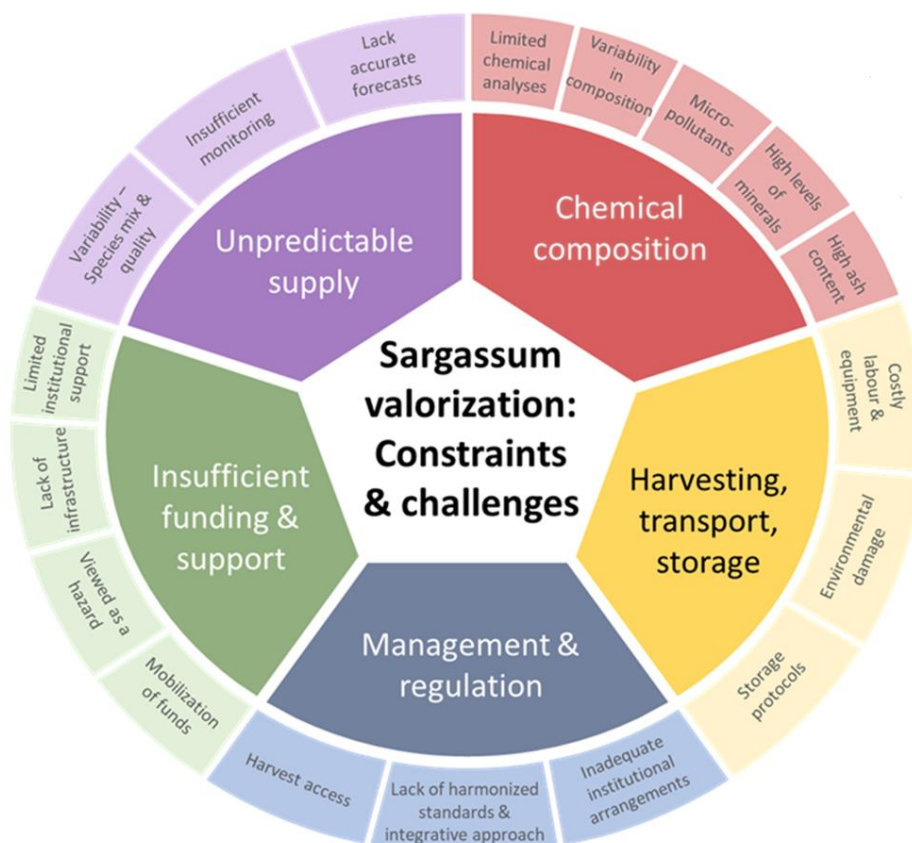 Sargassum
valorization:
Constraints
& challenges
Chemical
composition
Limited
chemical
analyses
Variability
in
composition
Micro-
pollutants
High levels
of
minerals
High ash
content
Harvesting,
transport,
storage
Costly
labour &
equipment
Environmental
damage
Storage
protocols
Management &
regulation
Inadequate
institutional
arrangements
Lack of harmonized
standards &
integrative approach
Harvest access
Insufficient
funding &
support
Mobilization
of funds
Viewed as a
hazard
Lack of
infrastructure
Limited
institutional
support
Unpredictable
supply
Variability –
Species mix &
quality
Insufficient
monitoring
Lack
accurate
forecasts